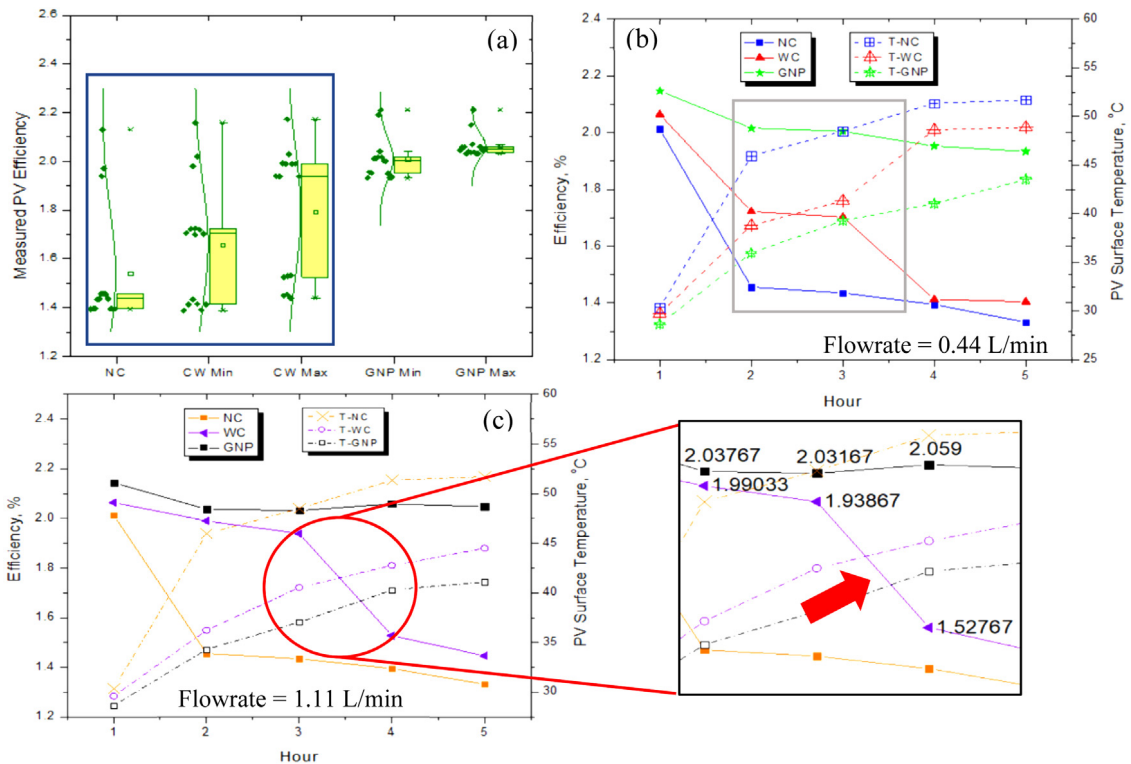 (a)
Measured PV Efficiency
2.6
2.4
2.2
2.0
1.8
1.6
1.4
1.2
NC
CW Min
CW Max
GNP Min
GNP Max
(b)
Efficiency, %
2.4
2.2
2.0
1.8
1.6
1.4
1.2
NC
WC
GNP
T-NC
T-WC
T-GNP
60
55
50
45
40
35
30
25
PV Surface Temperature, °C
Flowrate = 0.44 L/min
1 2 3 4 5
Hour
(c)
Efficiency, %
2.4
2.2
2.0
1.8
1.6
1.4
1.2
NC
WC
GNP
T-NC
T-WC
T-GNP
60
55
50
45
40
35
30
PV Surface Temperature, °C
Flowrate = 1.11 L/min
1 2 3 4 5
Hour
2.03767 2.03167 2.059
1.99033
1.93867
1.52767